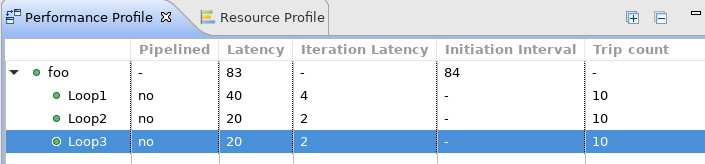 Performance Profile Resource Profile
Pipelined Latency Iteration Latency Initiation Interval Trip count
foo - 83 - 84 -
Loop1 no 40 4 - 10
Loop2 no 20 2 - 10
Loop3 no 20 2 - 10